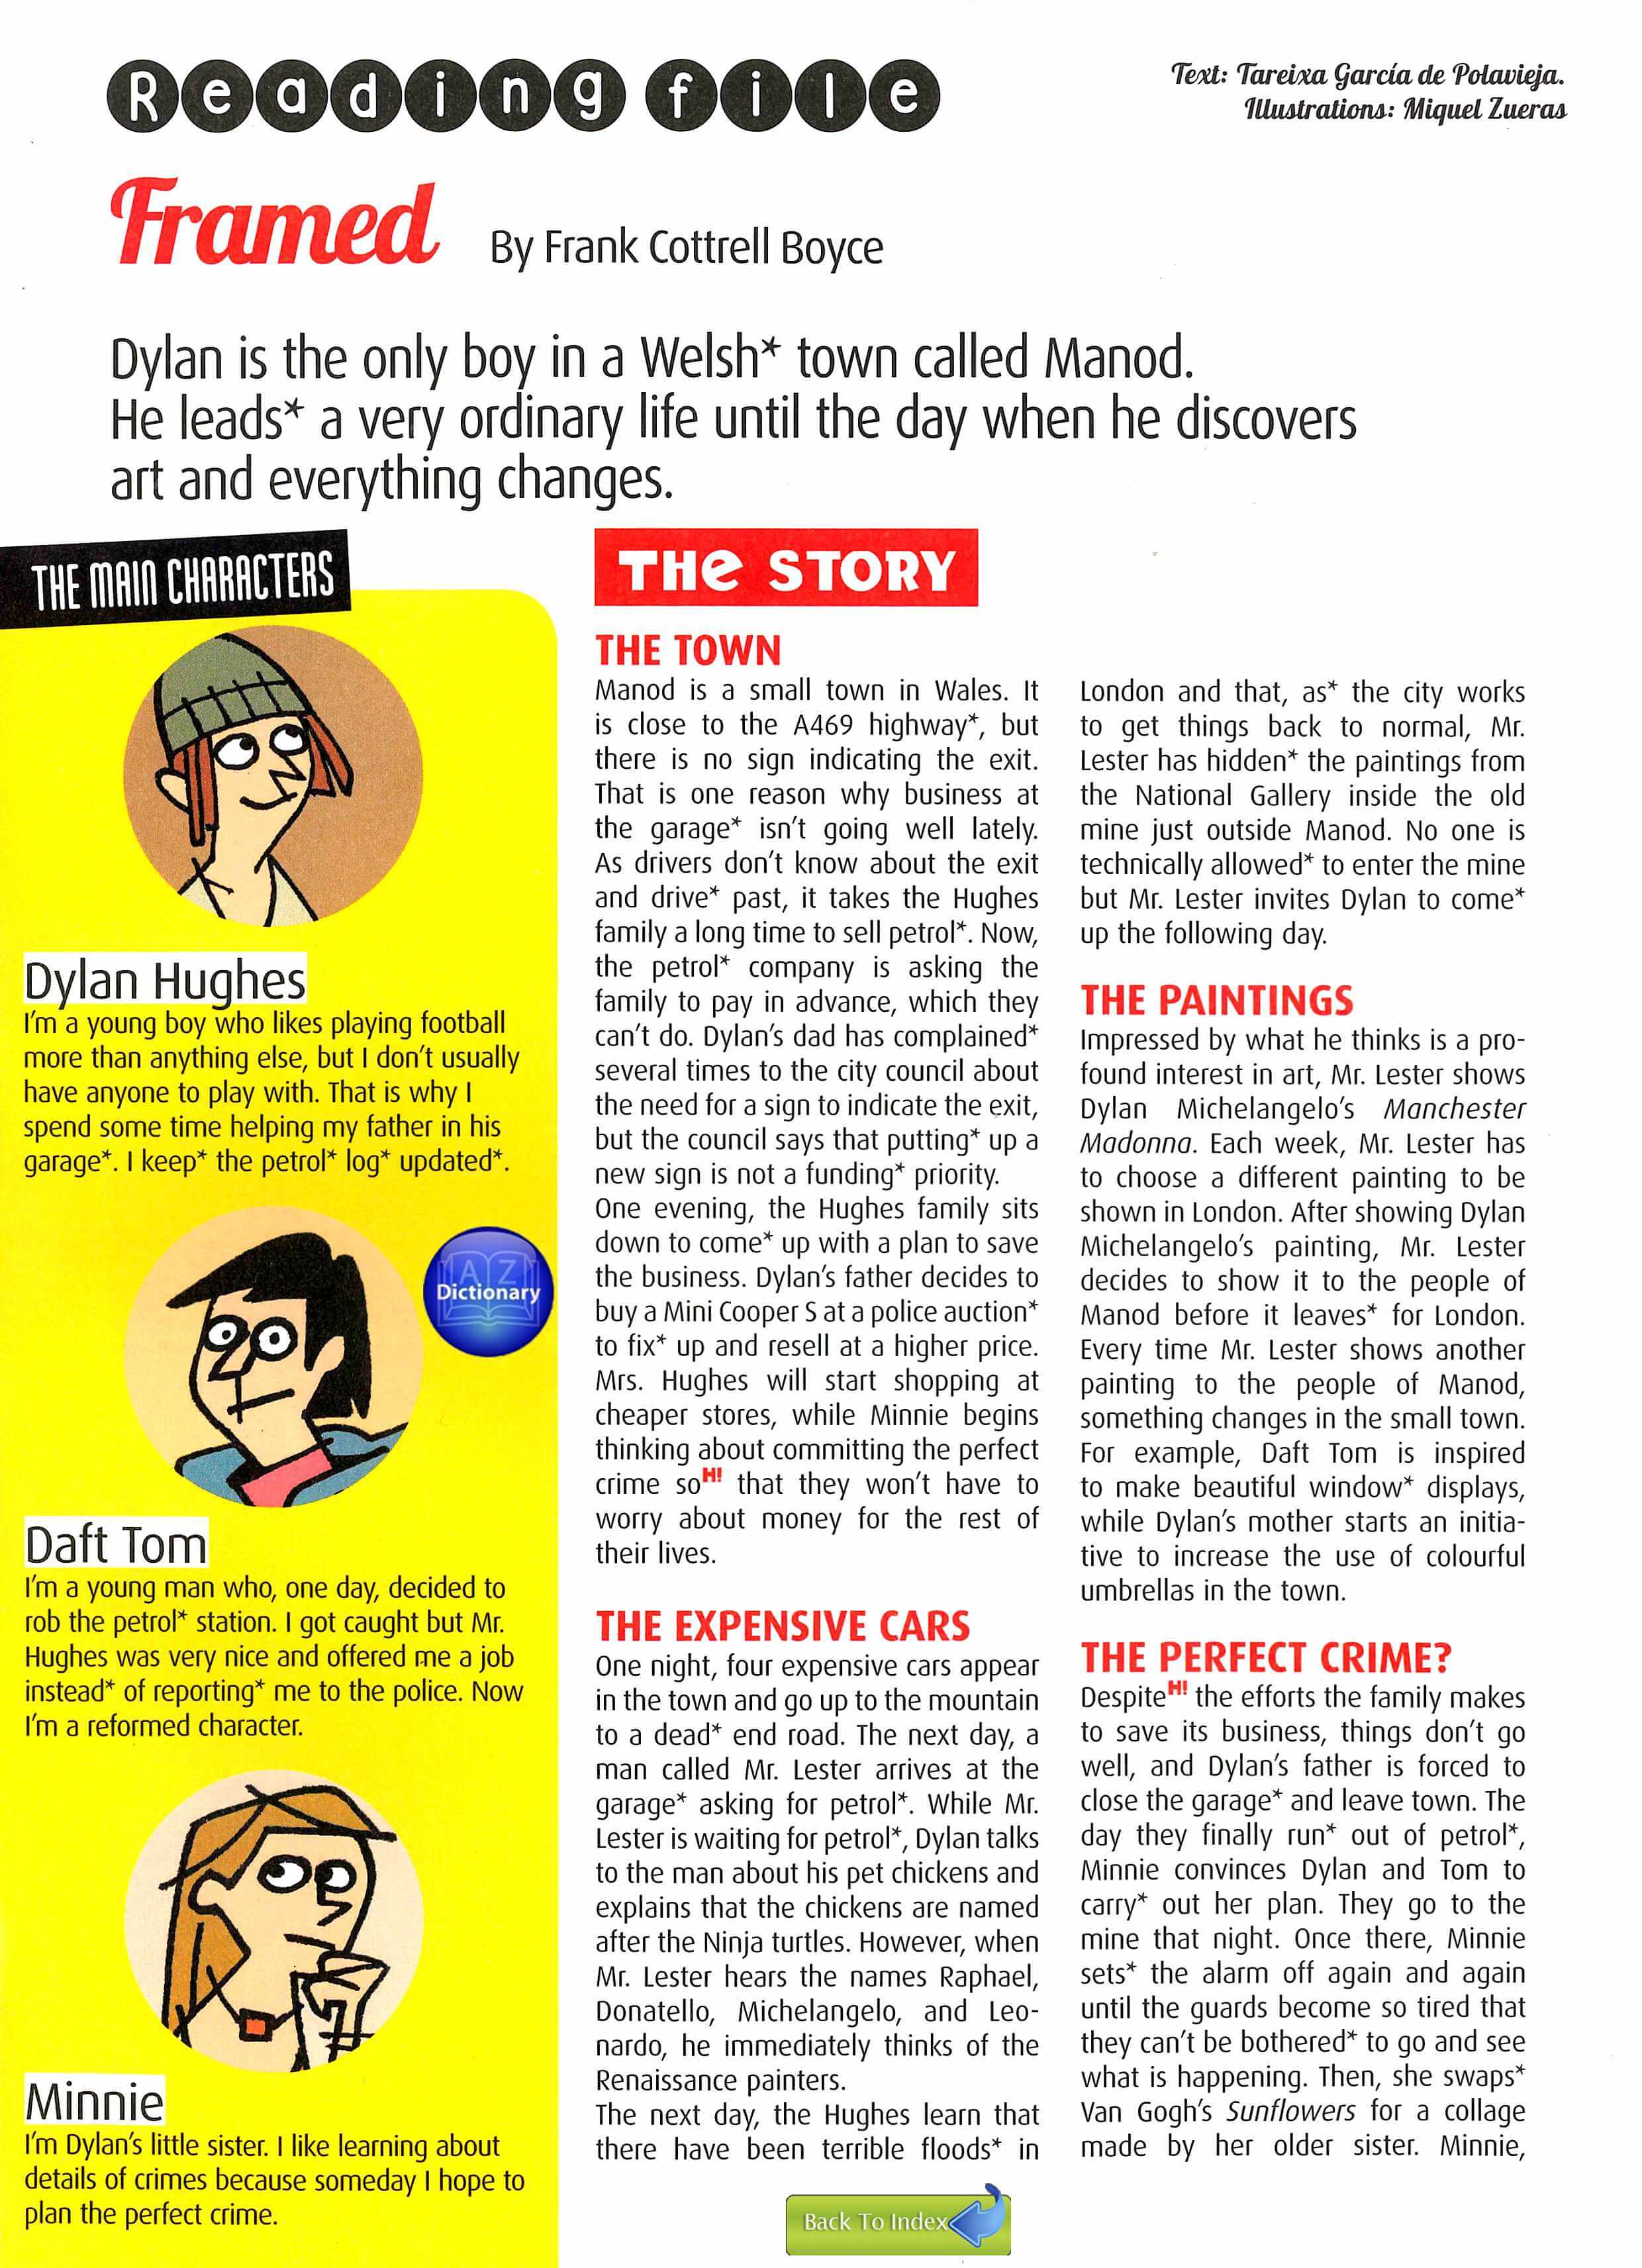 Reading file
Text: Tareixa García de Polavieja.
Illustrations: Miquel Zueras
Framed
By Frank Cottrell Boyce
Dylan is the only boy in a Welsh* town called Manod.
He leads* a very ordinary life until the day when he discovers
art and everything changes.
THE MAIN CHARACTERS
Dylan Hughes
I'm a young boy who likes playing football
more than anything else, but I don't usually
have anyone to play with. That is why I
spend some time helping my father in his
garage*. I keep* the petrol* log* updated*.
A Z
Dictionary
Daft Tom
I'm a young man who, one day, decided to
rob the petrol* station. I got caught but Mr.
Hughes was very nice and offered me a job
instead* of reporting* me to the police. Now
I'm a reformed character.
Minnie
I'm Dylan's little sister. I like learning about
details of crimes because someday I hope to
plan the perfect crime.
THE STORY
THE TOWN
Manod is a small town in Wales. It
is close to the A469 highway*, but
there is no sign indicating the exit.
That is one reason why business at
the garage* isn't going well lately.
As drivers don't know about the exit
and drive* past, it takes the Hughes
family a long time to sell petrol*. Now,
the petrol* company is asking the
family to pay in advance, which they
can't do. Dylan's dad has complained*
several times to the city council about
the need for a sign to indicate the exit,
but the council says that putting* up a
new sign is not a funding* priority.
One evening, the Hughes family sits
down to come* up with a plan to save
the business. Dylan's father decides to
buy a Mini Cooper S at a police auction*
to fix* up and resell at a higher price.
Mrs. Hughes will start shopping at
cheaper stores, while Minnie begins
thinking about committing the perfect
crime so H! that they won't have to
worry about money for the rest of
their lives.
THE EXPENSIVE CARS
One night, four expensive cars appear
in the town and go up to the mountain
to a dead* end road. The next day, a
man called Mr. Lester arrives at the
garage* asking for petrol*. While Mr.
Lester is waiting for petrol*, Dylan talks
to the man about his pet chickens and
explains that the chickens are named
after the Ninja turtles. However, when
Mr. Lester hears the names Raphael,
Donatello, Michelangelo, and Leo-
nardo, he immediately thinks of the
Renaissance painters.
The next day, the Hughes learn that
there have been terrible floods* in
London and that, as* the city works
to get things back to normal, Mr.
Lester has hidden* the paintings from
the National Gallery inside the old
mine just outside Manod. No one is
technically allowed* to enter the mine
but Mr. Lester invites Dylan to come*
up the following day.
THE PAINTINGS
Impressed by what he thinks is a pro-
found interest in art, Mr. Lester shows
Dylan Michelangelo's Manchester
Madonna. Each week, Mr. Lester has
to choose a different painting to be
shown in London. After showing Dylan
Michelangelo's painting, Mr. Lester
decides to show it to the people of
Manod before it leaves* for London.
Every time Mr. Lester shows another
painting to the people of Manod,
something changes in the small town.
For example, Daft Tom is inspired
to make beautiful window* displays,
while Dylan's mother starts an initia-
tive to increase the use of colourful
umbrellas in the town.
THE PERFECT CRIME?
Despite H! the efforts the family makes
to save its business, things don't go
well, and Dylan's father is forced to
close the garage* and leave town. The
day they finally run* out of petrol*,
Minnie convinces Dylan and Tom to
carry* out her plan. They go to the
mine that night. Once there, Minnie
sets* the alarm off again and again
until the guards become so tired that
they can't be bothered* to go and see
what is happening. Then, she swaps*
Van Gogh's Sunflowers for a collage
made by her older sister. Minnie,
Back To Index